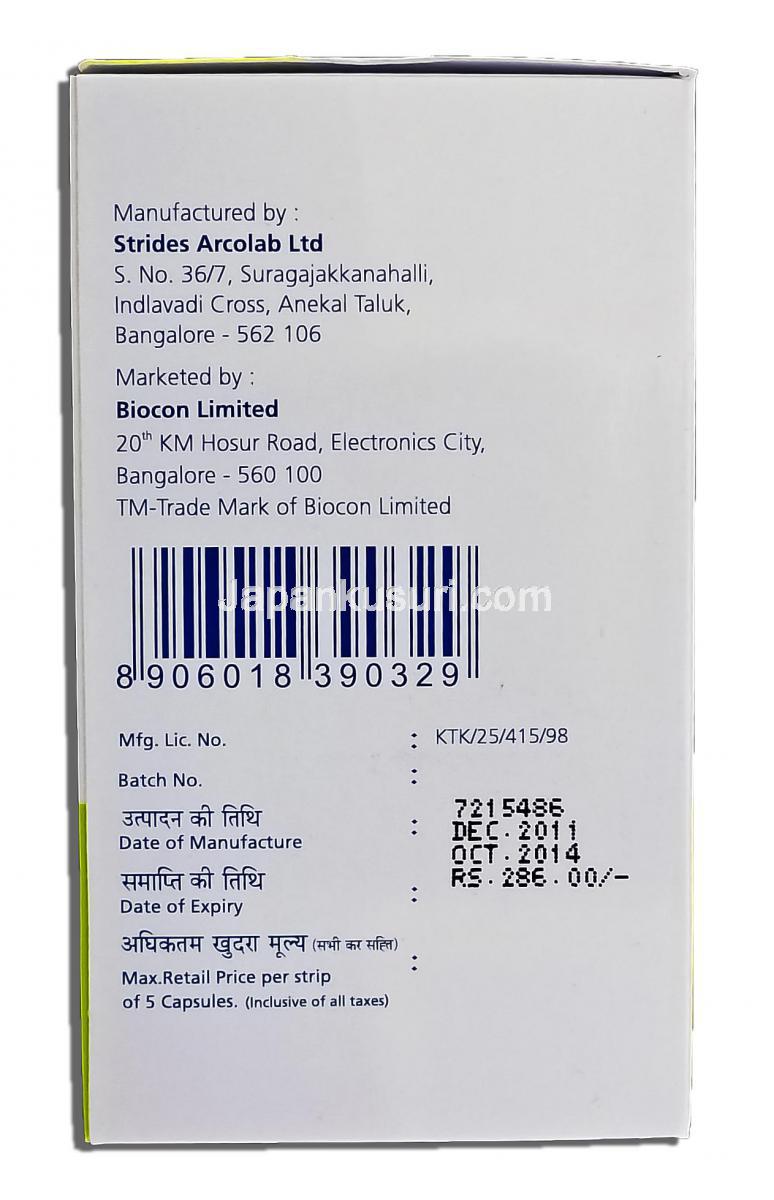 Manufactured by :
Strides Arcolab Ltd
S. No. 36/7, Suragajakkanahalli,
Indlavadi Cross, Anekal Taluk,
Bangalore - 562 106
Marketed by :
Biocon Limited
20th KM Hosur Road, Electronics City,
Bangalore - 560 100
TM-Trade Mark of Biocon Limited
Japankusuri.com
8 906018 390329
Mfg. Lic. No. : KTK/25/415/98
Batch No. :
7215486
उत्पादन की तिथि
Date of Manufacture :
DEC.2011
OCT.2014
RS.286.00/-
समाप्ति की तिथि
Date of Expiry :
अधिकतम खुदरा मूल्य (सभी कर सहित) :
Max.Retail Price per strip
of 5 Capsules. (Inclusive of all taxes)